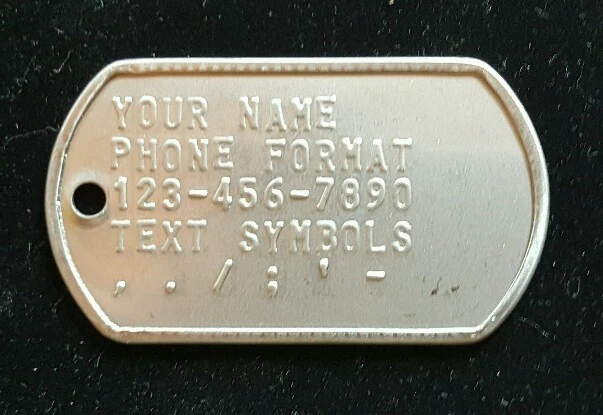 YOUR NAME
PHONE FORMAT
123-456-7890
TEXT SYMBOLS
, . / ; ' -